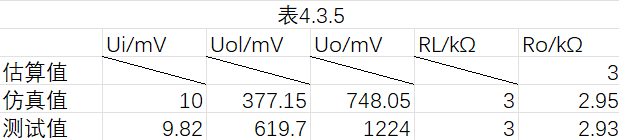 表4.3.5
Ui/mV Uol/mV Uo/mV RL/kΩ Ro/kΩ
估算值 3
仿真值 10 377.15 748.05 3 2.95
测试值 9.82 619.7 1224 3 2.93